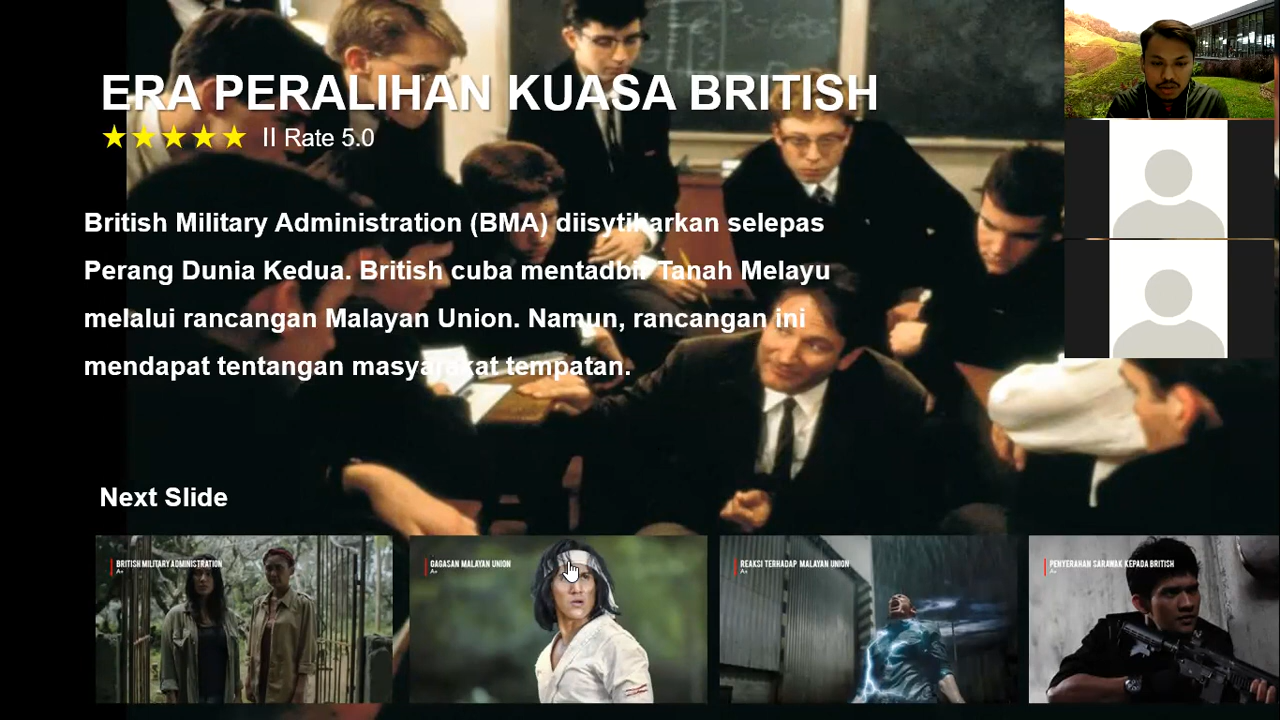 ERA PERALIHAN KUASA BRITISH
★★★★★ II Rate 5.0
British Military Administration (BMA) diisytiharkan selepas
Perang Dunia Kedua. British cuba mentadbir Tanah Melayu
melalui rancangan Malayan Union. Namun, rancangan ini
mendapat tentangan masyarakat tempatan.
Next Slide
BRITISH MILITARY ADMINISTRATION
A+
GAGASAN MALAYAN UNION
A+
REAKSI TERHADAP MALAYAN UNION
A+
PENYERAHAN SARAWAK KEPADA BRITISH
A+